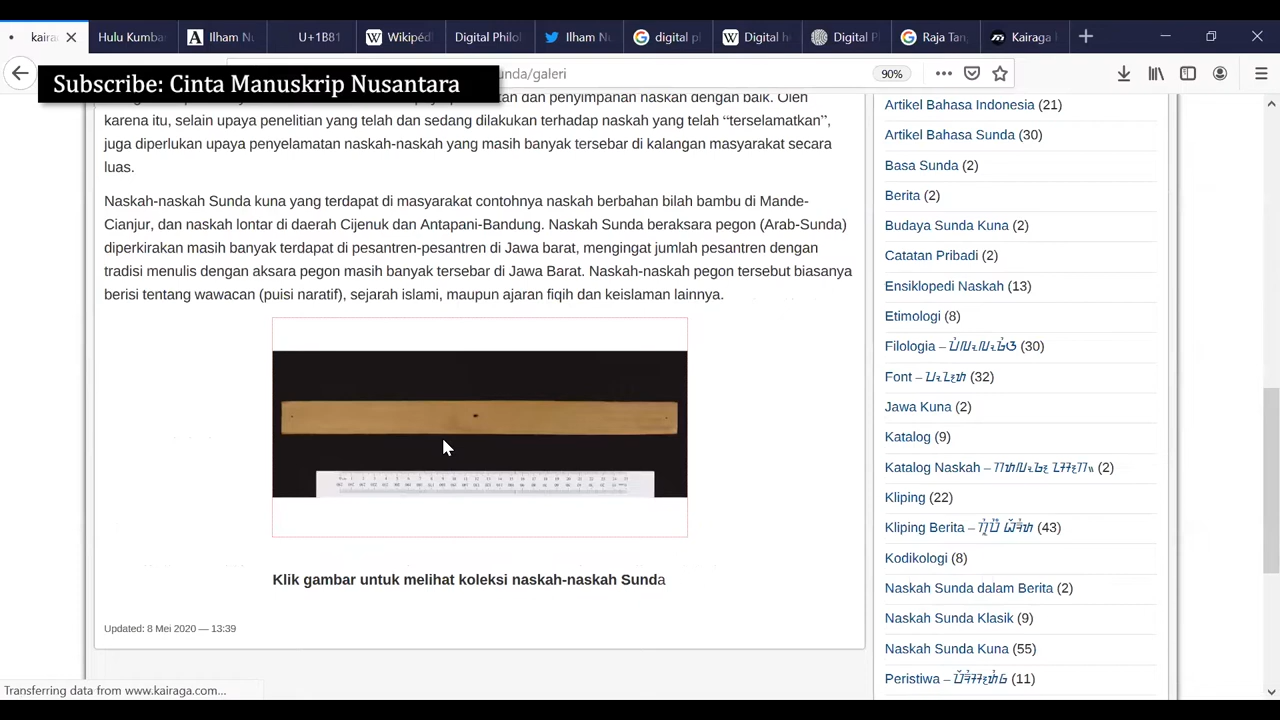 kaira
Hulu Kumba
Ilham Nu
U+1B81
Wikipéd
Digital Philol
Ilham Nu
digital p
Digital h
Digital P
Raja Tan
Kairaga
Subscribe: Cinta Manuskrip Nusantara
unda/galeri
90%
kan dan penyimpanan naskah dengan baik. Oleh
karena itu, selain upaya penelitian yang telah dan sedang dilakukan terhadap naskah yang telah “terselamatkan”,
juga diperlukan upaya penyelamatan naskah-naskah yang masih banyak tersebar di kalangan masyarakat secara
luas.
Naskah-naskah Sunda kuna yang terdapat di masyarakat contohnya naskah berbahan bilah bambu di Mande-
Cianjur, dan naskah lontar di daerah Cijenuk dan Antapani-Bandung. Naskah Sunda beraksara pegon (Arab-Sunda)
diperkirakan masih banyak terdapat di pesantren-pesantren di Jawa barat, mengingat jumlah pesantren dengan
tradisi menulis dengan aksara pegon masih banyak tersebar di Jawa Barat. Naskah-naskah pegon tersebut biasanya
berisi tentang wawacan (puisi naratif), sejarah islami, maupun ajaran fiqih dan keislaman lainnya.
Klik gambar untuk melihat koleksi naskah-naskah Sunda
Updated: 8 Mei 2020 — 13:39
Artikel Bahasa Indonesia (21)
Artikel Bahasa Sunda (30)
Basa Sunda (2)
Berita (2)
Budaya Sunda Kuna (2)
Catatan Pribadi (2)
Ensiklopedi Naskah (13)
Etimologi (8)
Filologia – (30)
Font – (32)
Jawa Kuna (2)
Katalog (9)
Katalog Naskah – (2)
Kliping (22)
Kliping Berita – (43)
Kodikologi (8)
Naskah Sunda dalam Berita (2)
Naskah Sunda Klasik (9)
Naskah Sunda Kuna (55)
Peristiwa – (11)
Transferring data from www.kairaga.com...